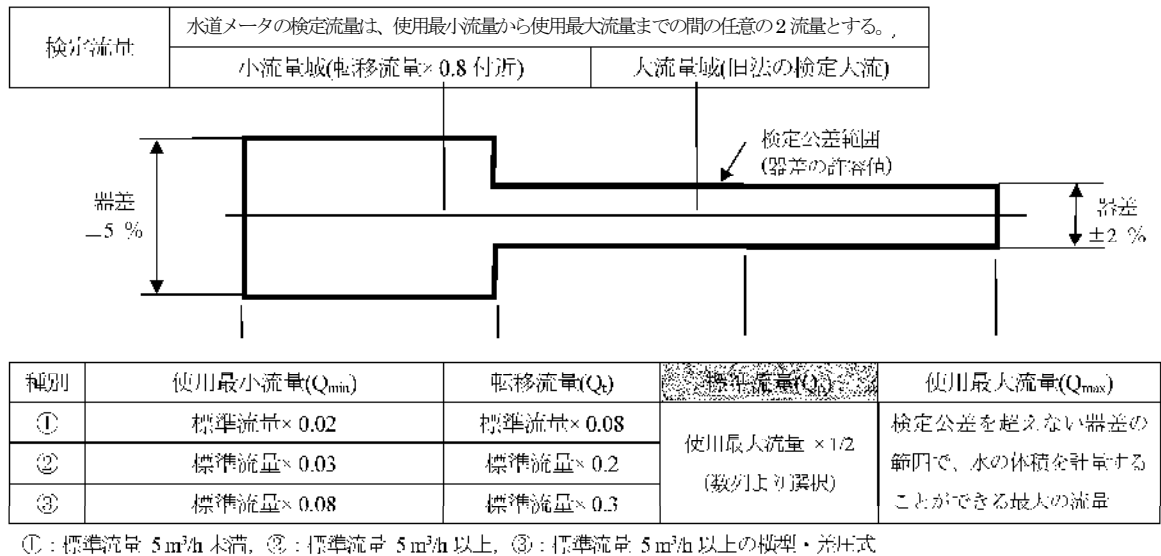 検定流量
水道メータの検定流量は、使用最小流量から使用最大流量までの間の任意の2流量とする。
小流量域(転移流量×0.8付近)
大流量域(旧法の検定大流)
検定公差範囲
(器差の許容値)
器差
±5 %
器差
±2 %
種別 使用最小流量(Qmin) 転移流量(Qt) 標準流量(Qn) 使用最大流量(Qmax)
① 標準流量×0.02 標準流量×0.08
② 標準流量×0.03 標準流量×0.2
③ 標準流量×0.08 標準流量×0.3
使用最大流量 ×1/2
(数列より選択)
検定公差を超えない器差の
範囲で、水の体積を計量する
ことができる最大の流量
①：標準流量 5 m³/h 未満, ②：標準流量 5 m³/h 以上, ③：標準流量 5 m³/h 以上の横型・差圧式